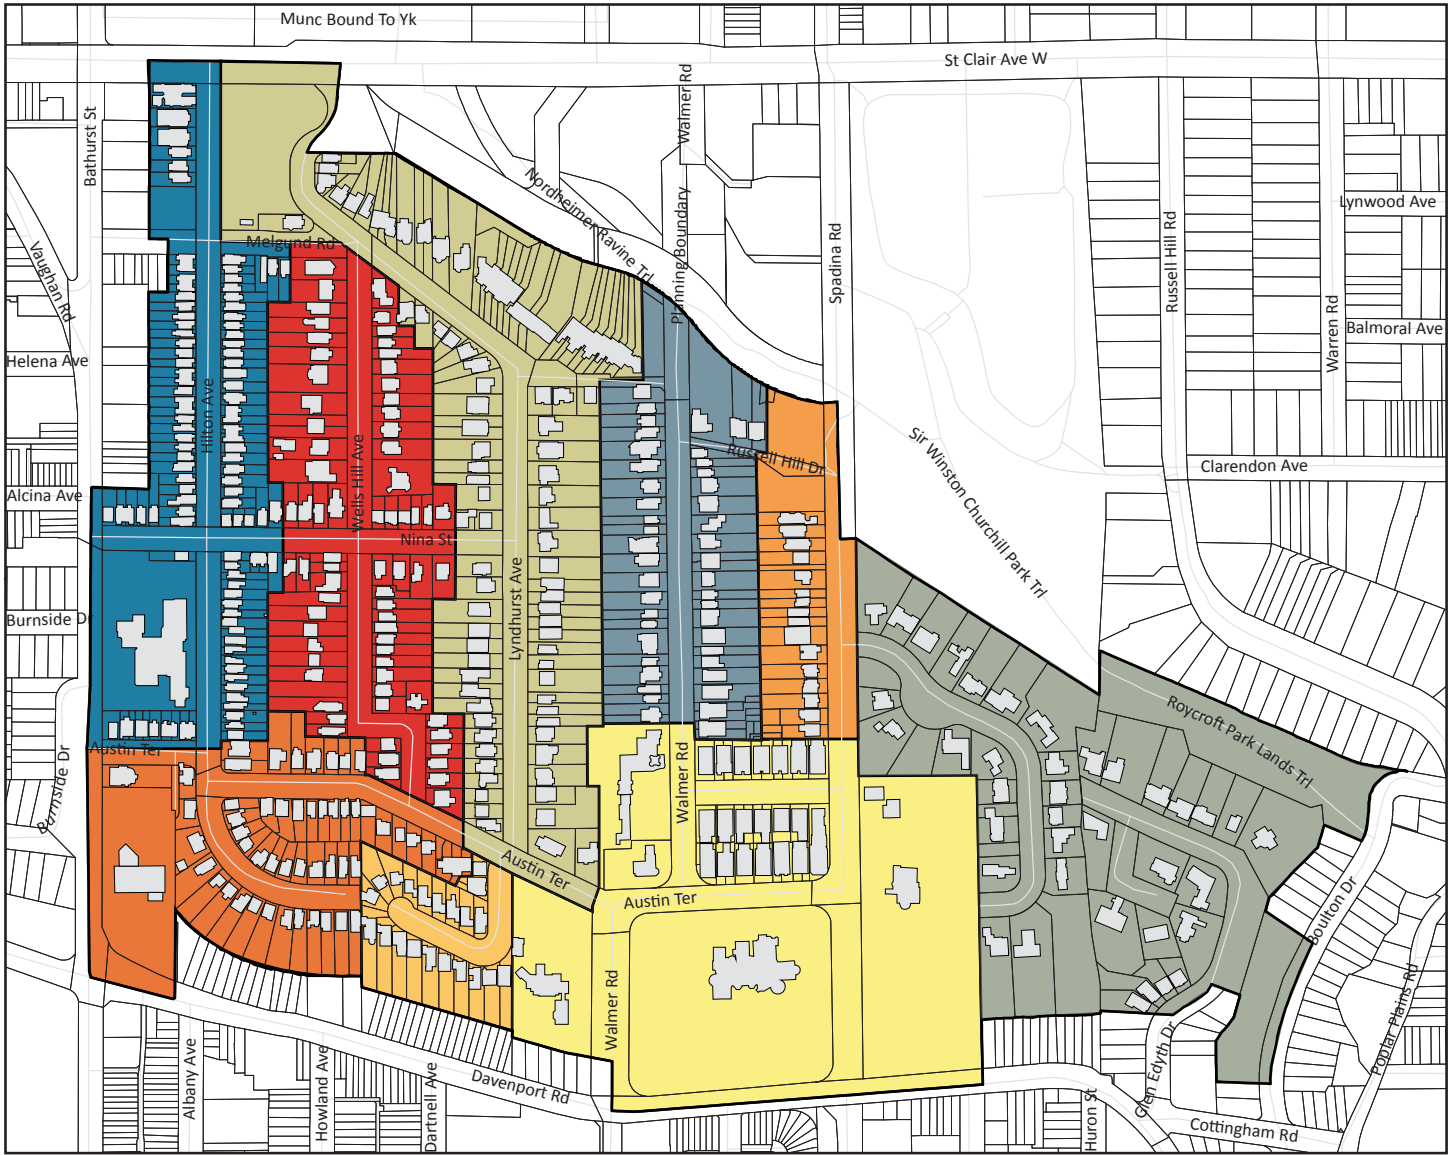 Munc Bound To Yk
St Clair Ave W
Bathurst St
Walmer Rd
Nordheimer Ravine Trl
Planning Boundary
Spadina Rd
Russell Hill Rd
Lynwood Ave
Vaughan Rd
Melgund Rd
Warren Rd
Balmoral Ave
Helena Ave
Hilton Ave
Wells Hill Ave
Russell Hill Dr
Sir Winston Churchill Park Trl
Clarendon Ave
Alcina Ave
Nina St
Lyndhurst Ave
Burnside Dr
Roycroft Park Lands Trl
Austin Ter
Burnside Dr
Walmer Rd
Austin Ter
Austin Ter
Boulton Dr
Walmer Rd
Poplar Plains Rd
Albany Ave
Howland Ave
Dartnell Ave
Davenport Rd
Huron St
Glen Edyth Dr
Cottingham Rd